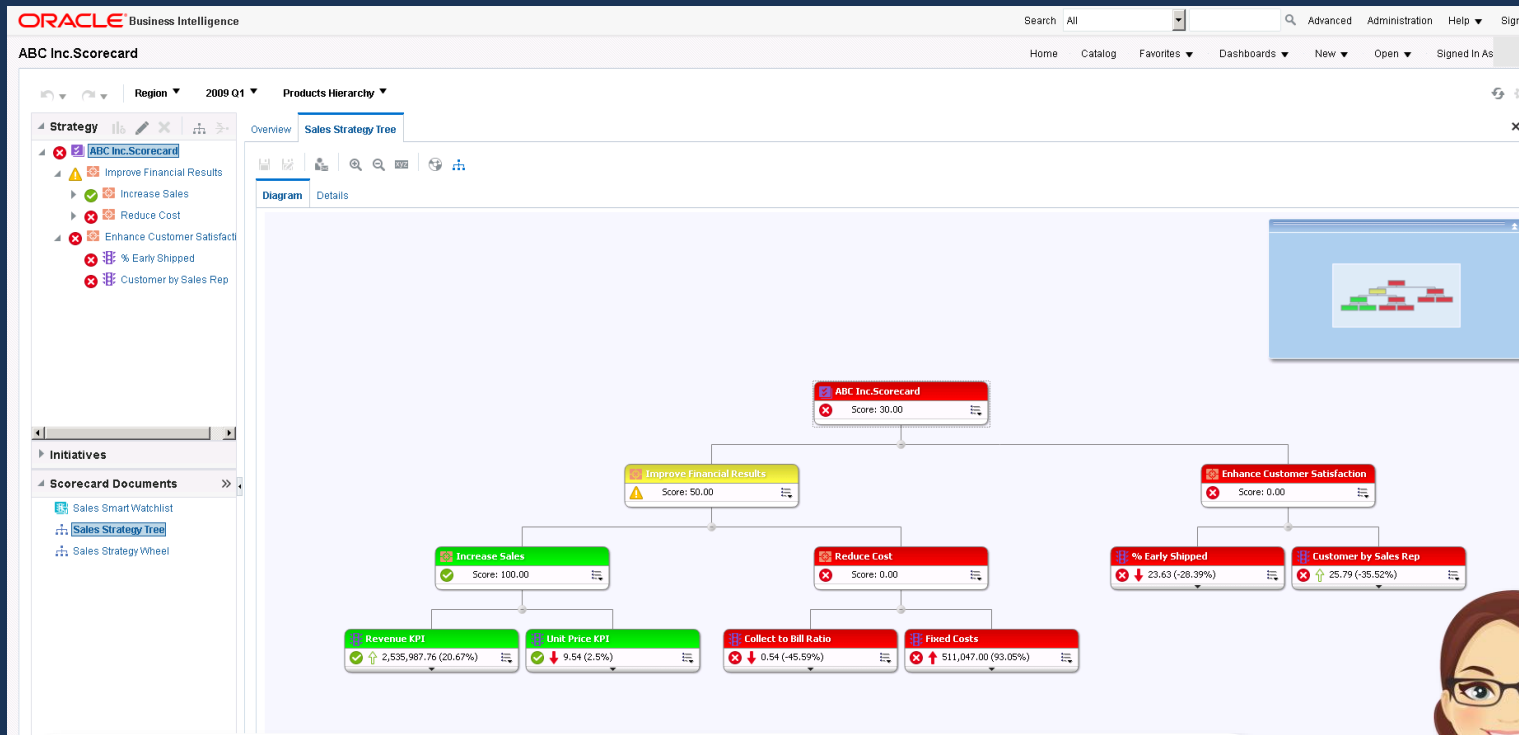 ORACLE Business Intelligence
Search All Advanced Administration Help Sign
ABC Inc.Scorecard
Home Catalog Favorites Dashboards New Open Signed In As
Region 2009 Q1 Products Hierarchy
Strategy
ABC Inc.Scorecard
Improve Financial Results
Increase Sales
Reduce Cost
Enhance Customer Satisfacti
% Early Shipped
Customer by Sales Rep
Initiatives
Scorecard Documents
Sales Smart Watchlist
Sales Strategy Tree
Sales Strategy Wheel
Overview Sales Strategy Tree
XYZ
Diagram Details
ABC Inc.Scorecard
Score: 30.00
Improve Financial Results
Score: 50.00
Enhance Customer Satisfaction
Score: 0.00
Increase Sales
Score: 100.00
Reduce Cost
Score: 0.00
% Early Shipped
23.63 (-28.39%)
Customer by Sales Rep
25.79 (-35.52%)
Revenue KPI
2,535,987.76 (20.67%)
Unit Price KPI
9.54 (2.5%)
Collect to Bill Ratio
0.54 (-45.59%)
Fixed Costs
511,047.00 (93.05%)